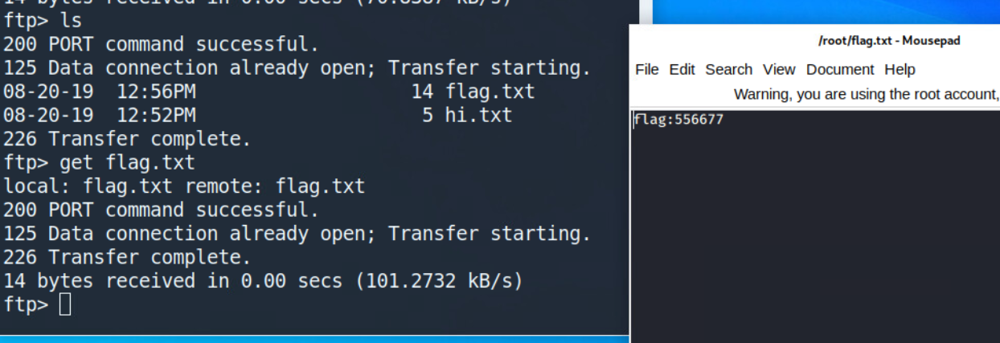 14 bytes received in 0.00 secs (70.8387 kB/s)
ftp> ls
200 PORT command successful.
125 Data connection already open; Transfer starting.
08-20-19  12:56PM                   14 flag.txt
08-20-19  12:52PM                    5 hi.txt
226 Transfer complete.
ftp> get flag.txt
local: flag.txt remote: flag.txt
200 PORT command successful.
125 Data connection already open; Transfer starting.
226 Transfer complete.
14 bytes received in 0.00 secs (101.2732 kB/s)
ftp>
/root/flag.txt - Mousepad
File Edit Search View Document Help
Warning, you are using the root account,
flag:556677